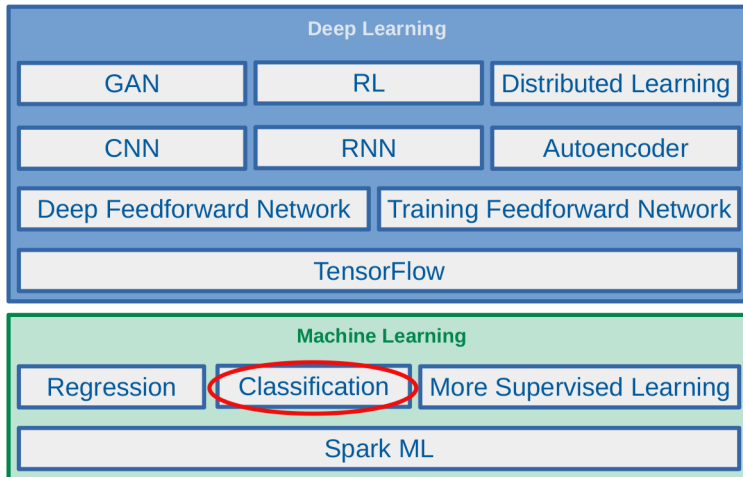 Deep Learning
GAN
RL
Distributed Learning
CNN
RNN
Autoencoder
Deep Feedforward Network
Training Feedforward Network
TensorFlow
Machine Learning
Regression
Classification
More Supervised Learning
Spark ML